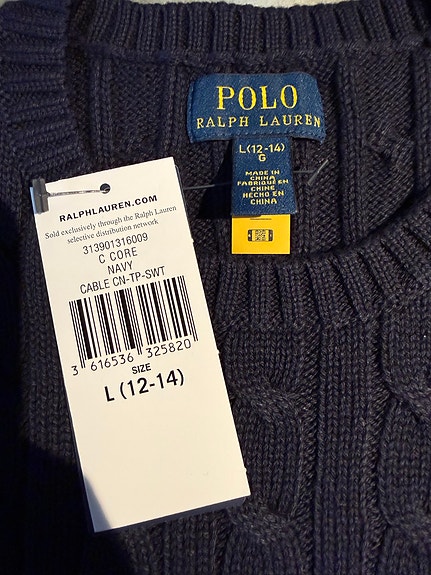 POLO
RALPH LAUREN
L(12-14)
G
MADE IN
CHINA
FABRIQUÉ EN
CHINE
HECHO EN
CHINA
RALPHLAUREN.COM
Sold exclusively through the Ralph Lauren
selective distribution network
313901316009
C CORE
NAVY
CABLE CN-TP-SWT
3 616536 325820
SIZE
L (12-14)